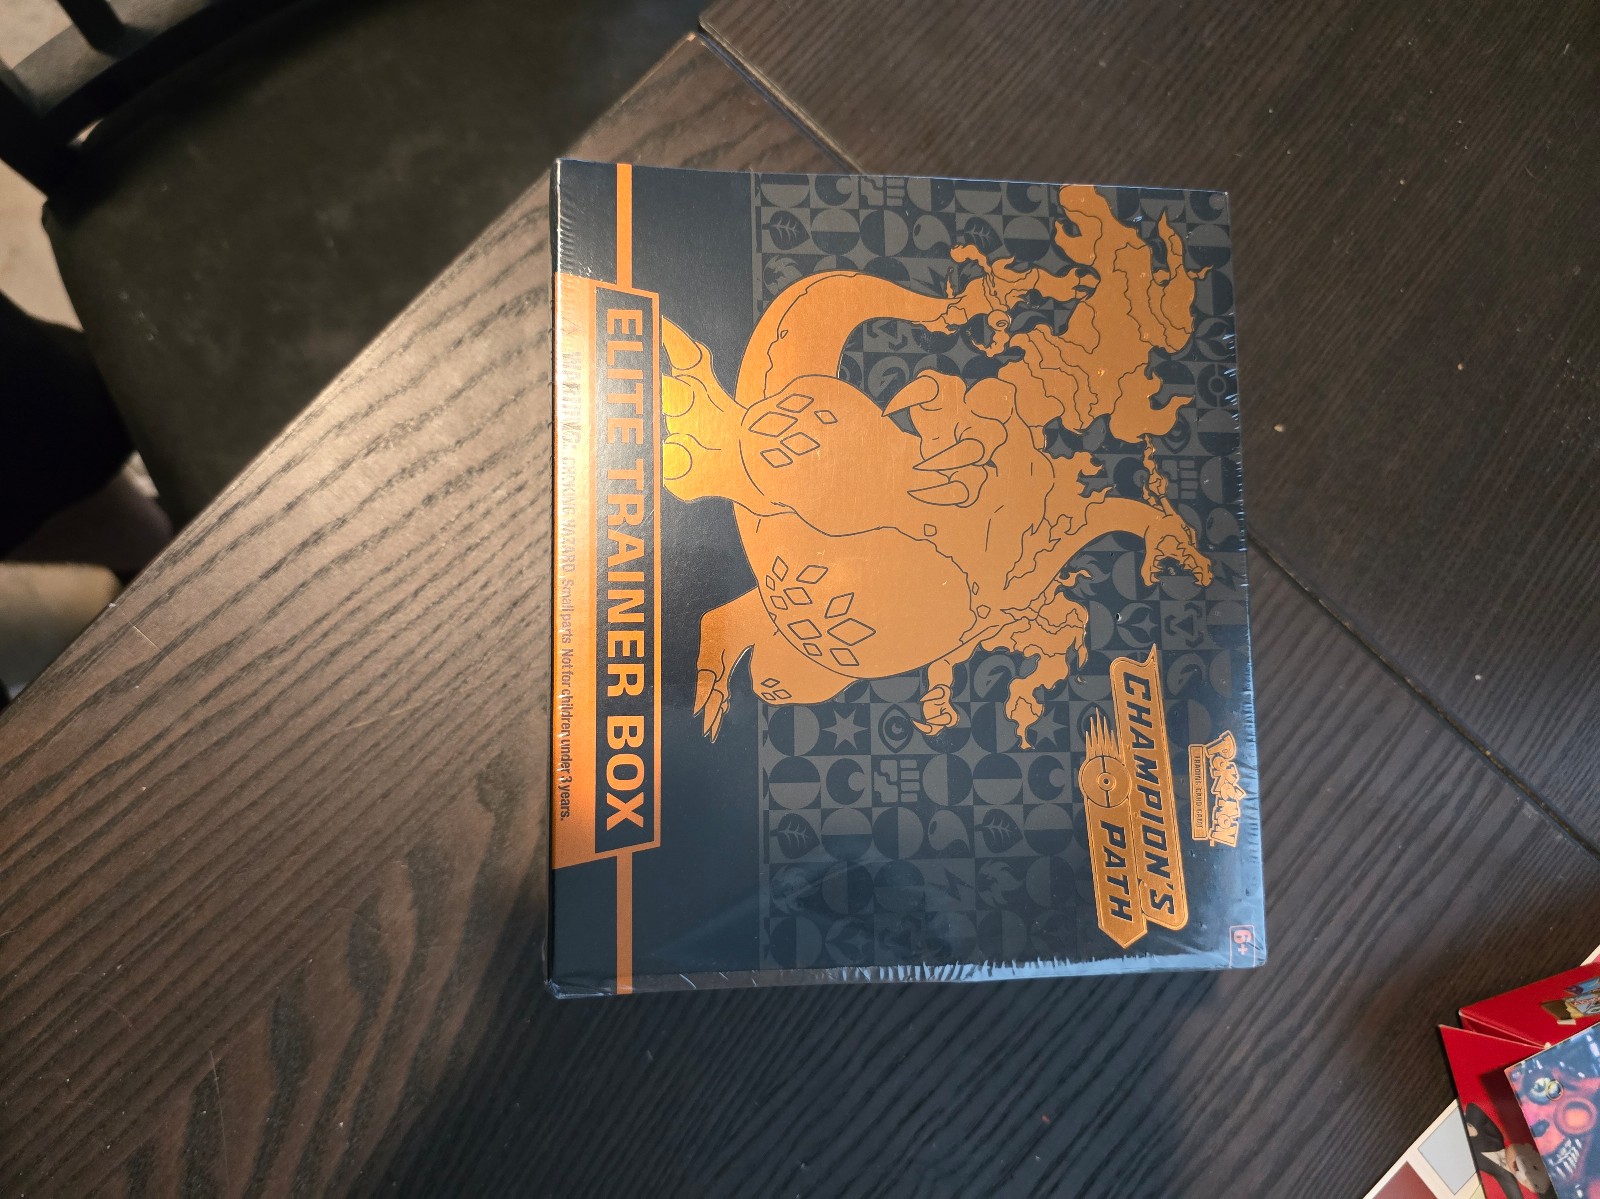 Pokémon
TRADING CARD GAME
6+
CHAMPION'S
PATH
ELITE TRAINER BOX
WARNING: CHOKING HAZARD Small parts Not for children under 3 years.